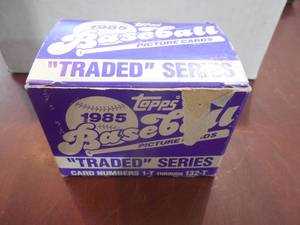 1985
Baseball
PICTURE CARDS
"TRADED" SERIES
topps
1985
Baseball
PICTURE CARDS
"TRADED" SERIES
CARD NUMBERS 1-T THROUGH 132-T